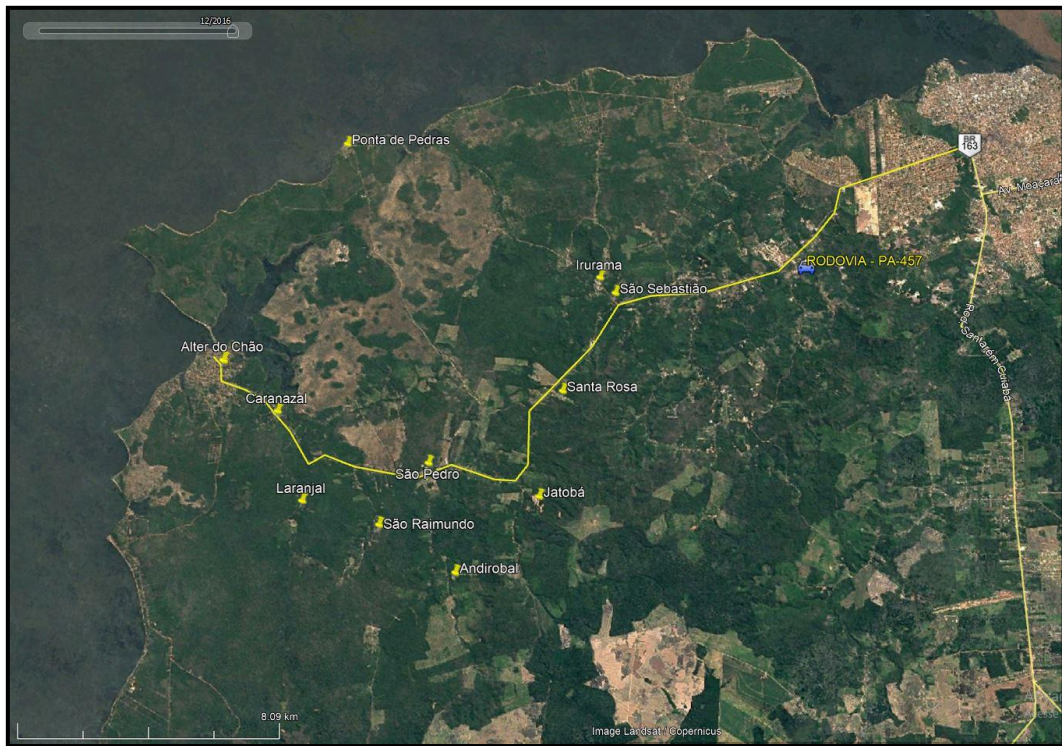 12/2016
Ponta de Pedras
BR
163
Av. Moacara
RODOVIA - PA-457
Irurama
São Sebastião
Rod. Santarém Cuiabá
Alter do Chão
Santa Rosa
Caranazal
São Pedro
Laranjal
Jatobá
São Raimundo
Andirobal
8.09 km
Image Landsat / Copernicus